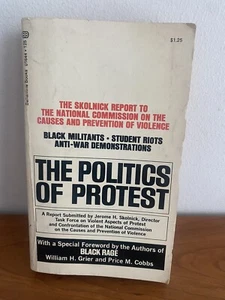 $1.25
THE SKOLNICK REPORT TO
THE NATIONAL COMMISSION ON THE
CAUSES AND PREVENTION OF VIOLENCE
BLACK MILITANTS • STUDENT RIOTS
ANTI-WAR DEMONSTRATIONS
THE POLITICS
OF PROTEST
A Report Submitted by Jerome H. Skolnick, Director
Task Force on Violent Aspects of Protest
and Confrontation of the National Commission
on the Causes and Prevention of Violence
With a Special Foreword by the Authors of
BLACK RAGE
William H. Grier and Price M. Cobbs